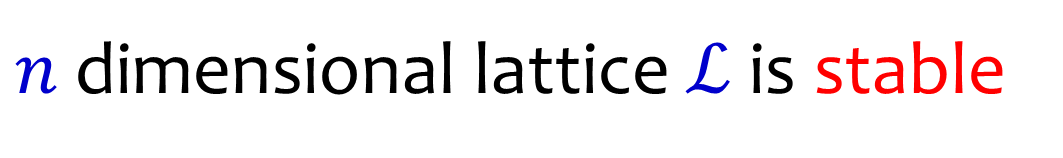 𝑛 dimensional lattice ℒ is stable